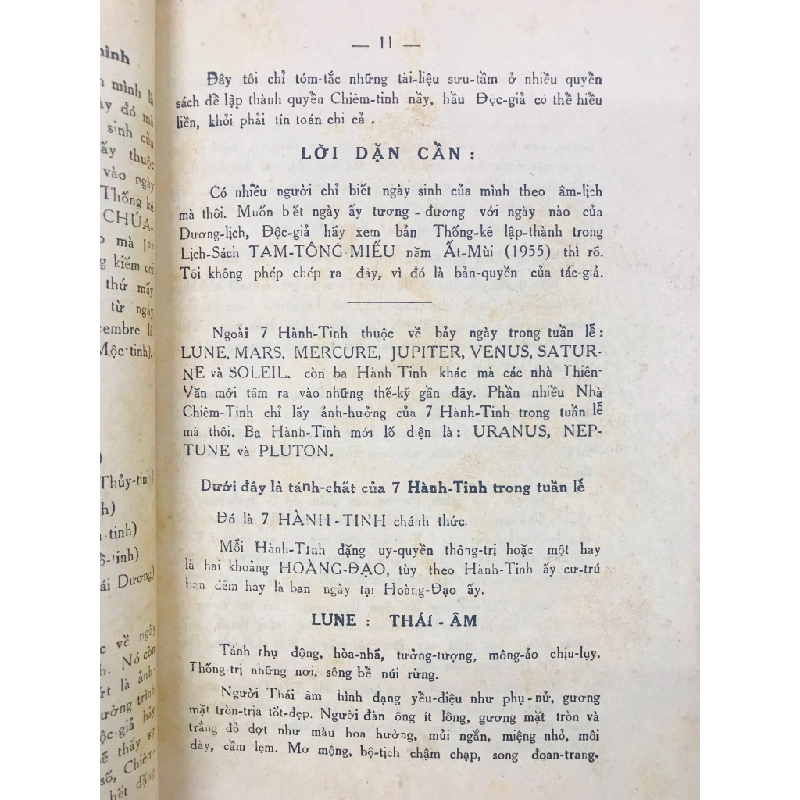 — 11 —
Đây tôi chỉ tóm-tắc những tài-liệu sưu-tầm ở nhiều quyển
sách để lập thành quyển Chiêm-tinh nầy, hầu Đọc-giả có thể hiểu
liền, khỏi phải tín toán chi cả .
LỜI DẶN CẦN :
Có nhiều người chỉ biết ngày sinh của mình theo âm-lịch
mà thôi. Muốn biết ngày ấy tương - đương với ngày nào của
Dương-lịch, Độc-giả hãy xem bản Thống-kê lập-thành trong
Lịch-Sách TAM-TÔNG-MIẾU năm Ất-Mùi (1955) thì rõ.
Tôi không phép chép ra đây, vì đó là bản-quyền của tác-giả.
Ngoài 7 Hành-Tinh thuộc về bảy ngày trong tuần lễ :
LUNE, MARS, MERCURE, JUPITER, VENUS, SATUR-
NE và SOLEIL, còn ba Hành Tinh khác mà các nhà Thiên-
Văn mới tầm ra vào những thế-kỷ gần đây. Phần nhiều Nhà
Chiêm-Tinh chỉ lấy ảnh-hưởng của 7 Hành-Tinh trong tuần lễ
mà thôi. Ba Hành-Tinh mới lố diện là : URANUS, NEP-
TUNE và PLUTON.
Dưới đây là tánh-chất của 7 Hành-Tinh trong tuần lễ
Đó là 7 HÀNH-TINH chánh thức.
Mỗi Hành-Tinh đặng uy-quyền thống-trị hoặc một hay
là hai khoảng HOÀNG-ĐẠO, tùy theo Hành-Tinh ấy cư-trú
ban đêm hay là ban ngày tại Hoàng-Đạo ấy.
LUNE : THÁI - ÂM
Tánh thụ động, hòa-nhã, tưởng-tượng, mộng-ảo chịu-lụy.
Thống-trị những nơi, sông bể núi rừng.
Người Thái âm hình dạng yểu-điệu như phụ-nử, gương
mặt tròn-trịa tốt-đẹp. Người đàn ông ít lông, gương mặt tròn và
trắng đỏ dợt như màu hoa hường, mủi ngắn, miệng nhỏ, môi
dày, cầm lẹm. Mơ mộng, bộ-tịch chậm chạp, song đoan-trang.